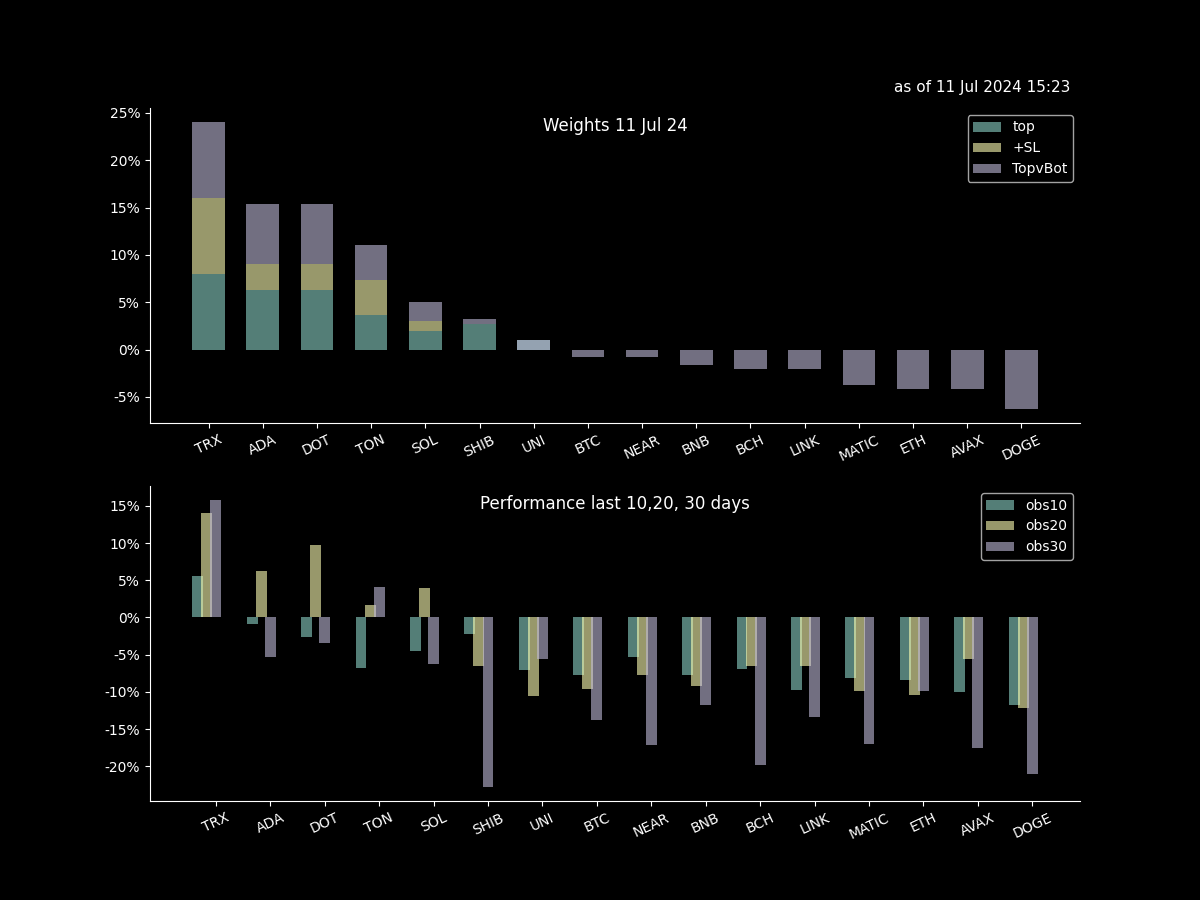 as of 11 Jul 2024 15:23
Weights 11 Jul 24
top
+SL
TopvBot
25%
20%
15%
10%
5%
0%
-5%
TRX ADA DOT TON SOL SHIB UNI BTC NEAR BNB BCH LINK MATIC ETH AVAX DOGE
Performance last 10,20, 30 days
obs10
obs20
obs30
15%
10%
5%
0%
-5%
-10%
-15%
-20%
TRX ADA DOT TON SOL SHIB UNI BTC NEAR BNB BCH LINK MATIC ETH AVAX DOGE